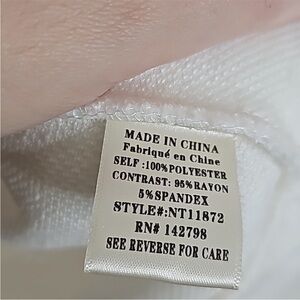 MADE IN CHINA
Fabriqué en Chine
SELF :100%POLYESTER
CONTRAST: 95%RAYON
5%SPANDEX
STYLE#:NT11872
RN# 142798
SEE REVERSE FOR CARE